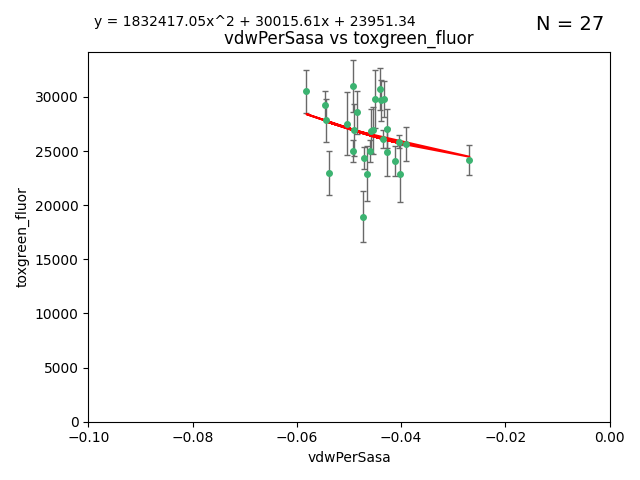 y = 1832417.05x^2 + 30015.61x + 23951.34
N = 27
vdwPerSasa vs toxgreen_fluor
toxgreen_fluor
30000
25000
20000
15000
10000
5000
0
−0.10
−0.08
−0.06
−0.04
−0.02
0.00
vdwPerSasa